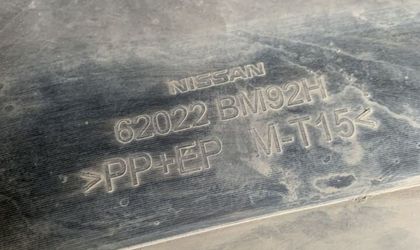 NISSAN
62022 BM92H
>PP+EP M-T15<